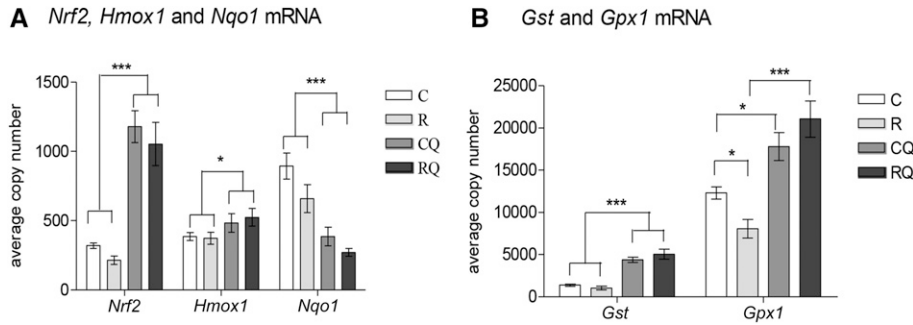 A Nrf2, Hmox1 and Nqo1 mRNA
average copy number
1500
1000
500
0
***
*
***
C
R
CQ
RQ
Nrf2 Hmox1 Nqo1
B Gst and Gpx1 mRNA
average copy number
25000
20000
15000
10000
5000
0
***
*
*
***
C
R
CQ
RQ
Gst Gpx1